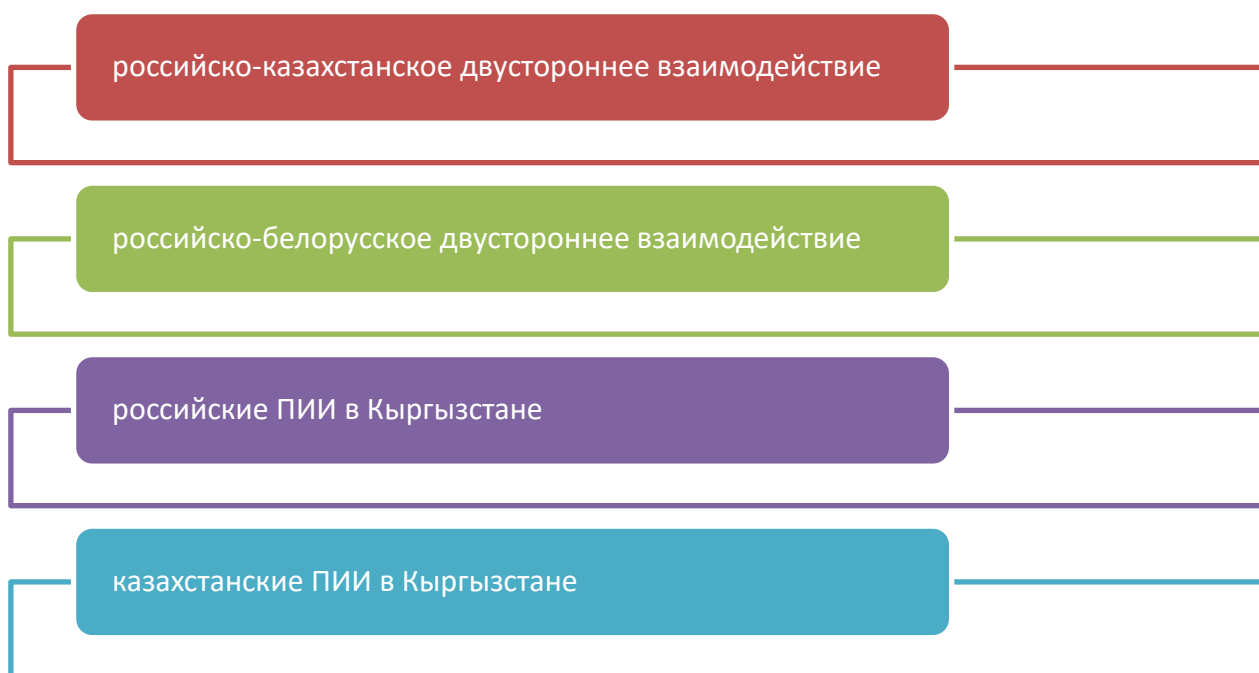 российско-казахстанское двустороннее взаимодействие
российско-белорусское двустороннее взаимодействие
российские ПИИ в Кыргызстане
казахстанские ПИИ в Кыргызстане